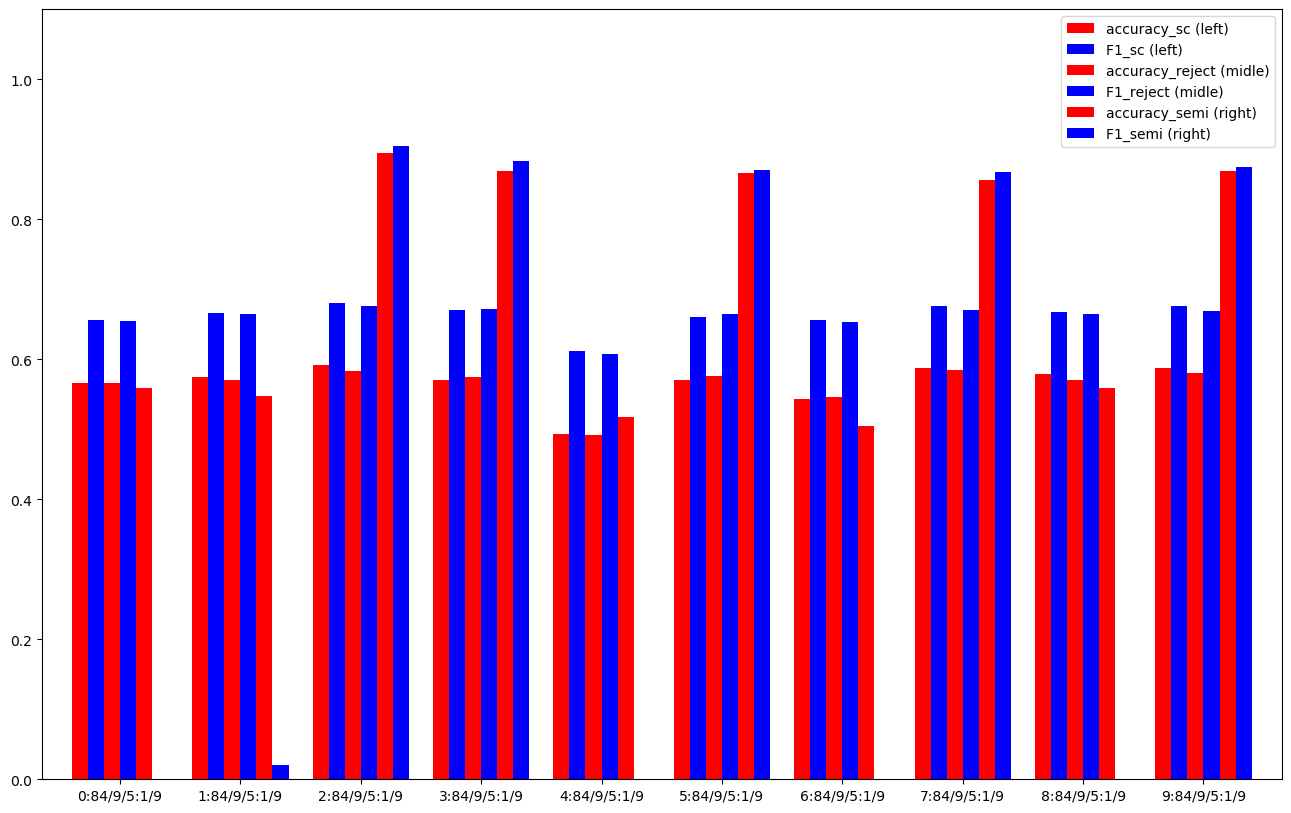 accuracy_sc (left)
F1_sc (left)
accuracy_reject (midle)
F1_reject (midle)
accuracy_semi (right)
F1_semi (right)
1.0
0.8
0.6
0.4
0.2
0.0
0:84/9/5:1/9 1:84/9/5:1/9 2:84/9/5:1/9 3:84/9/5:1/9 4:84/9/5:1/9 5:84/9/5:1/9 6:84/9/5:1/9 7:84/9/5:1/9 8:84/9/5:1/9 9:84/9/5:1/9